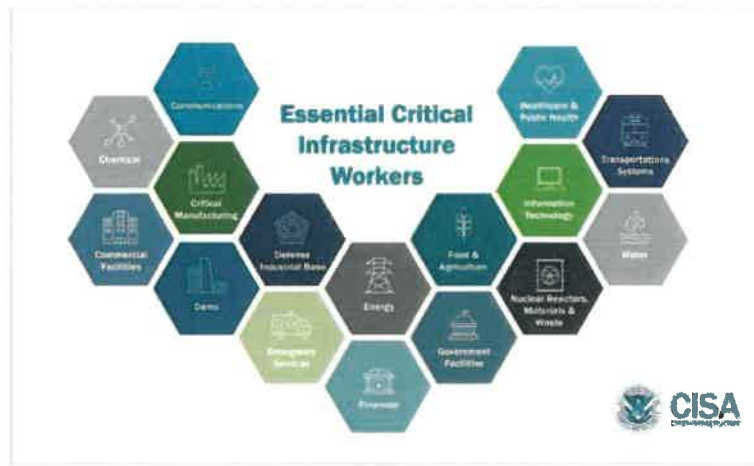 Essential Critical
Infrastructure
Workers
Communications
Chemical
Critical
Manufacturing
Commercial
Facilities
Dams
Defense
Industrial Base
Emergency
Services
Energy
Financial
Food &
Agriculture
Government
Facilities
Healthcare &
Public Health
Information
Technology
Nuclear Reactors,
Materials &
Waste
Transportations
Systems
Water
CISA